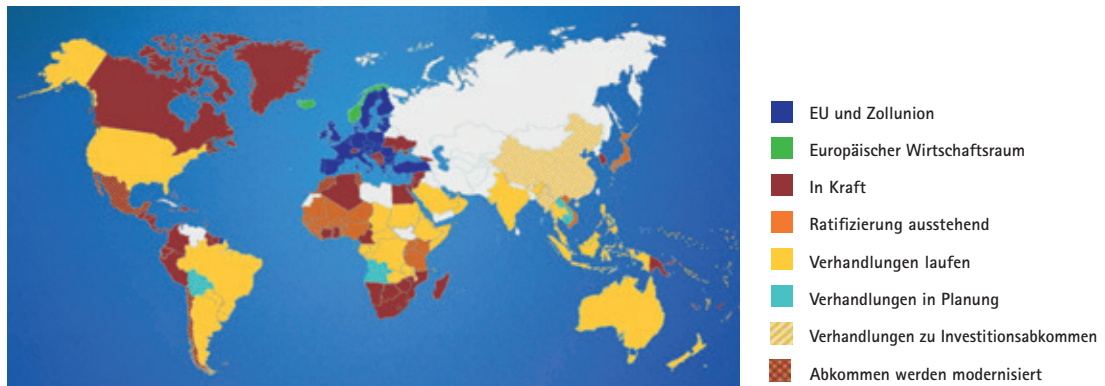 EU und Zollunion
Europäischer Wirtschaftsraum
In Kraft
Ratifizierung ausstehend
Verhandlungen laufen
Verhandlungen in Planung
Verhandlungen zu Investitionsabkommen
Abkommen werden modernisiert